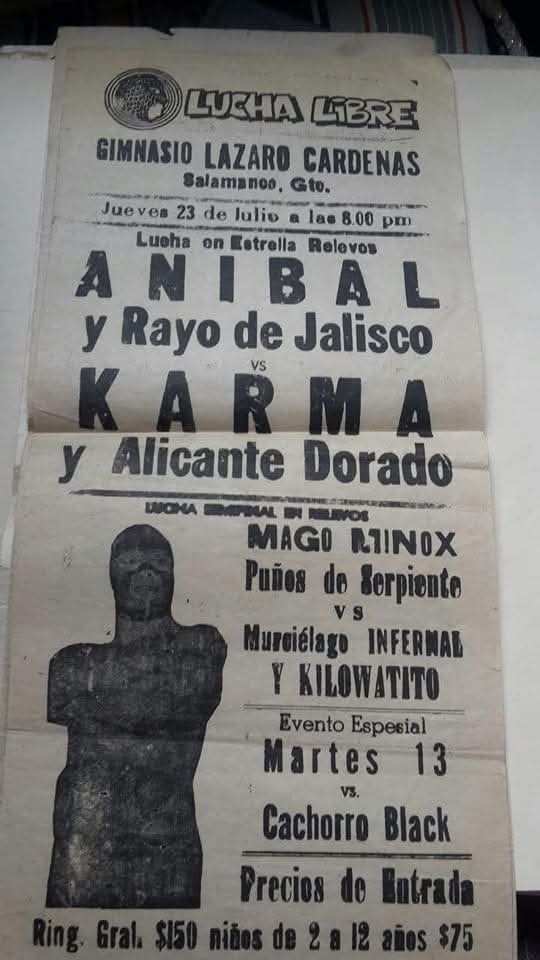 LUCHA LIBRE
GIMNASIO LAZARO CARDENAS
Salamanca, Gto.
Jueves 23 de Julio a las 8.00 pm
Lucha en Estrella Relevos
ANIBAL
y Rayo de Jalisco
vs
KARMA
y Alicante Dorado
LUCHA SEMIFINAL EN RELEVOS
MAGO MINOX
Puños de Serpiente
vs
Murciélago INFERNAL
Y KILOWATITO
Evento Especial
Martes 13
vs.
Cachorro Black
Precios de Entrada
Ring. Gral. $150 niños de 2 a 12 años $75